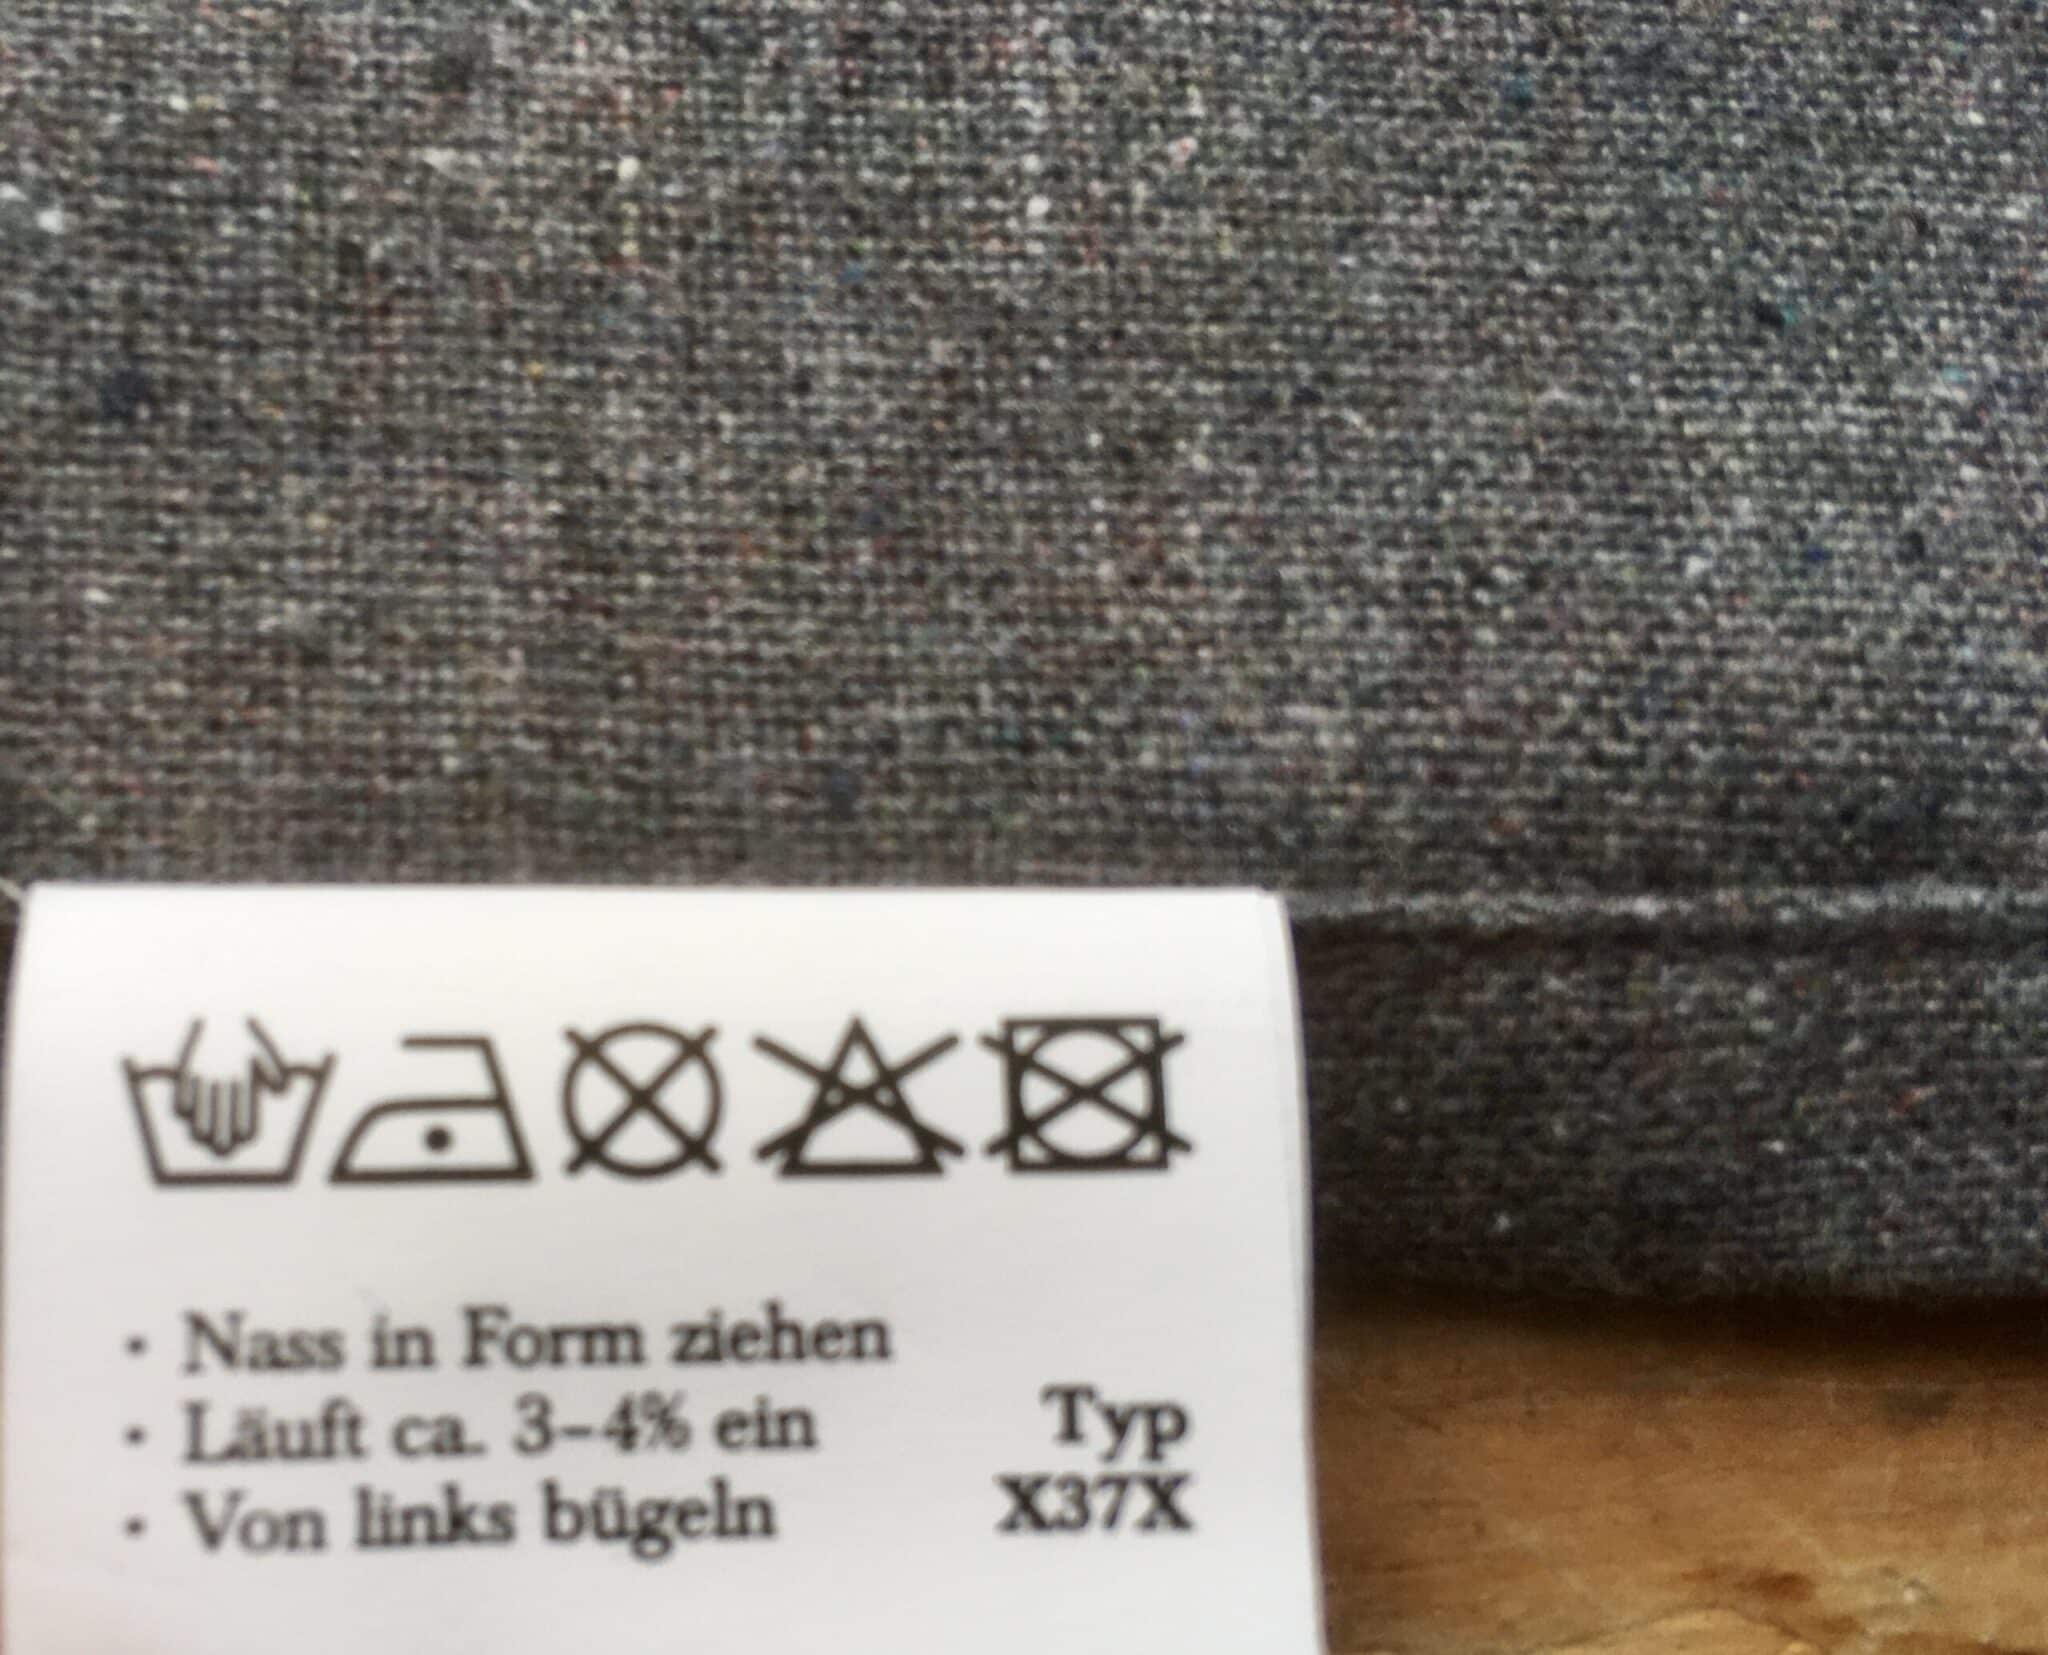 • Nass in Form ziehen
• Läuft ca. 3–4% ein
• Von links bügeln
Typ
X37X